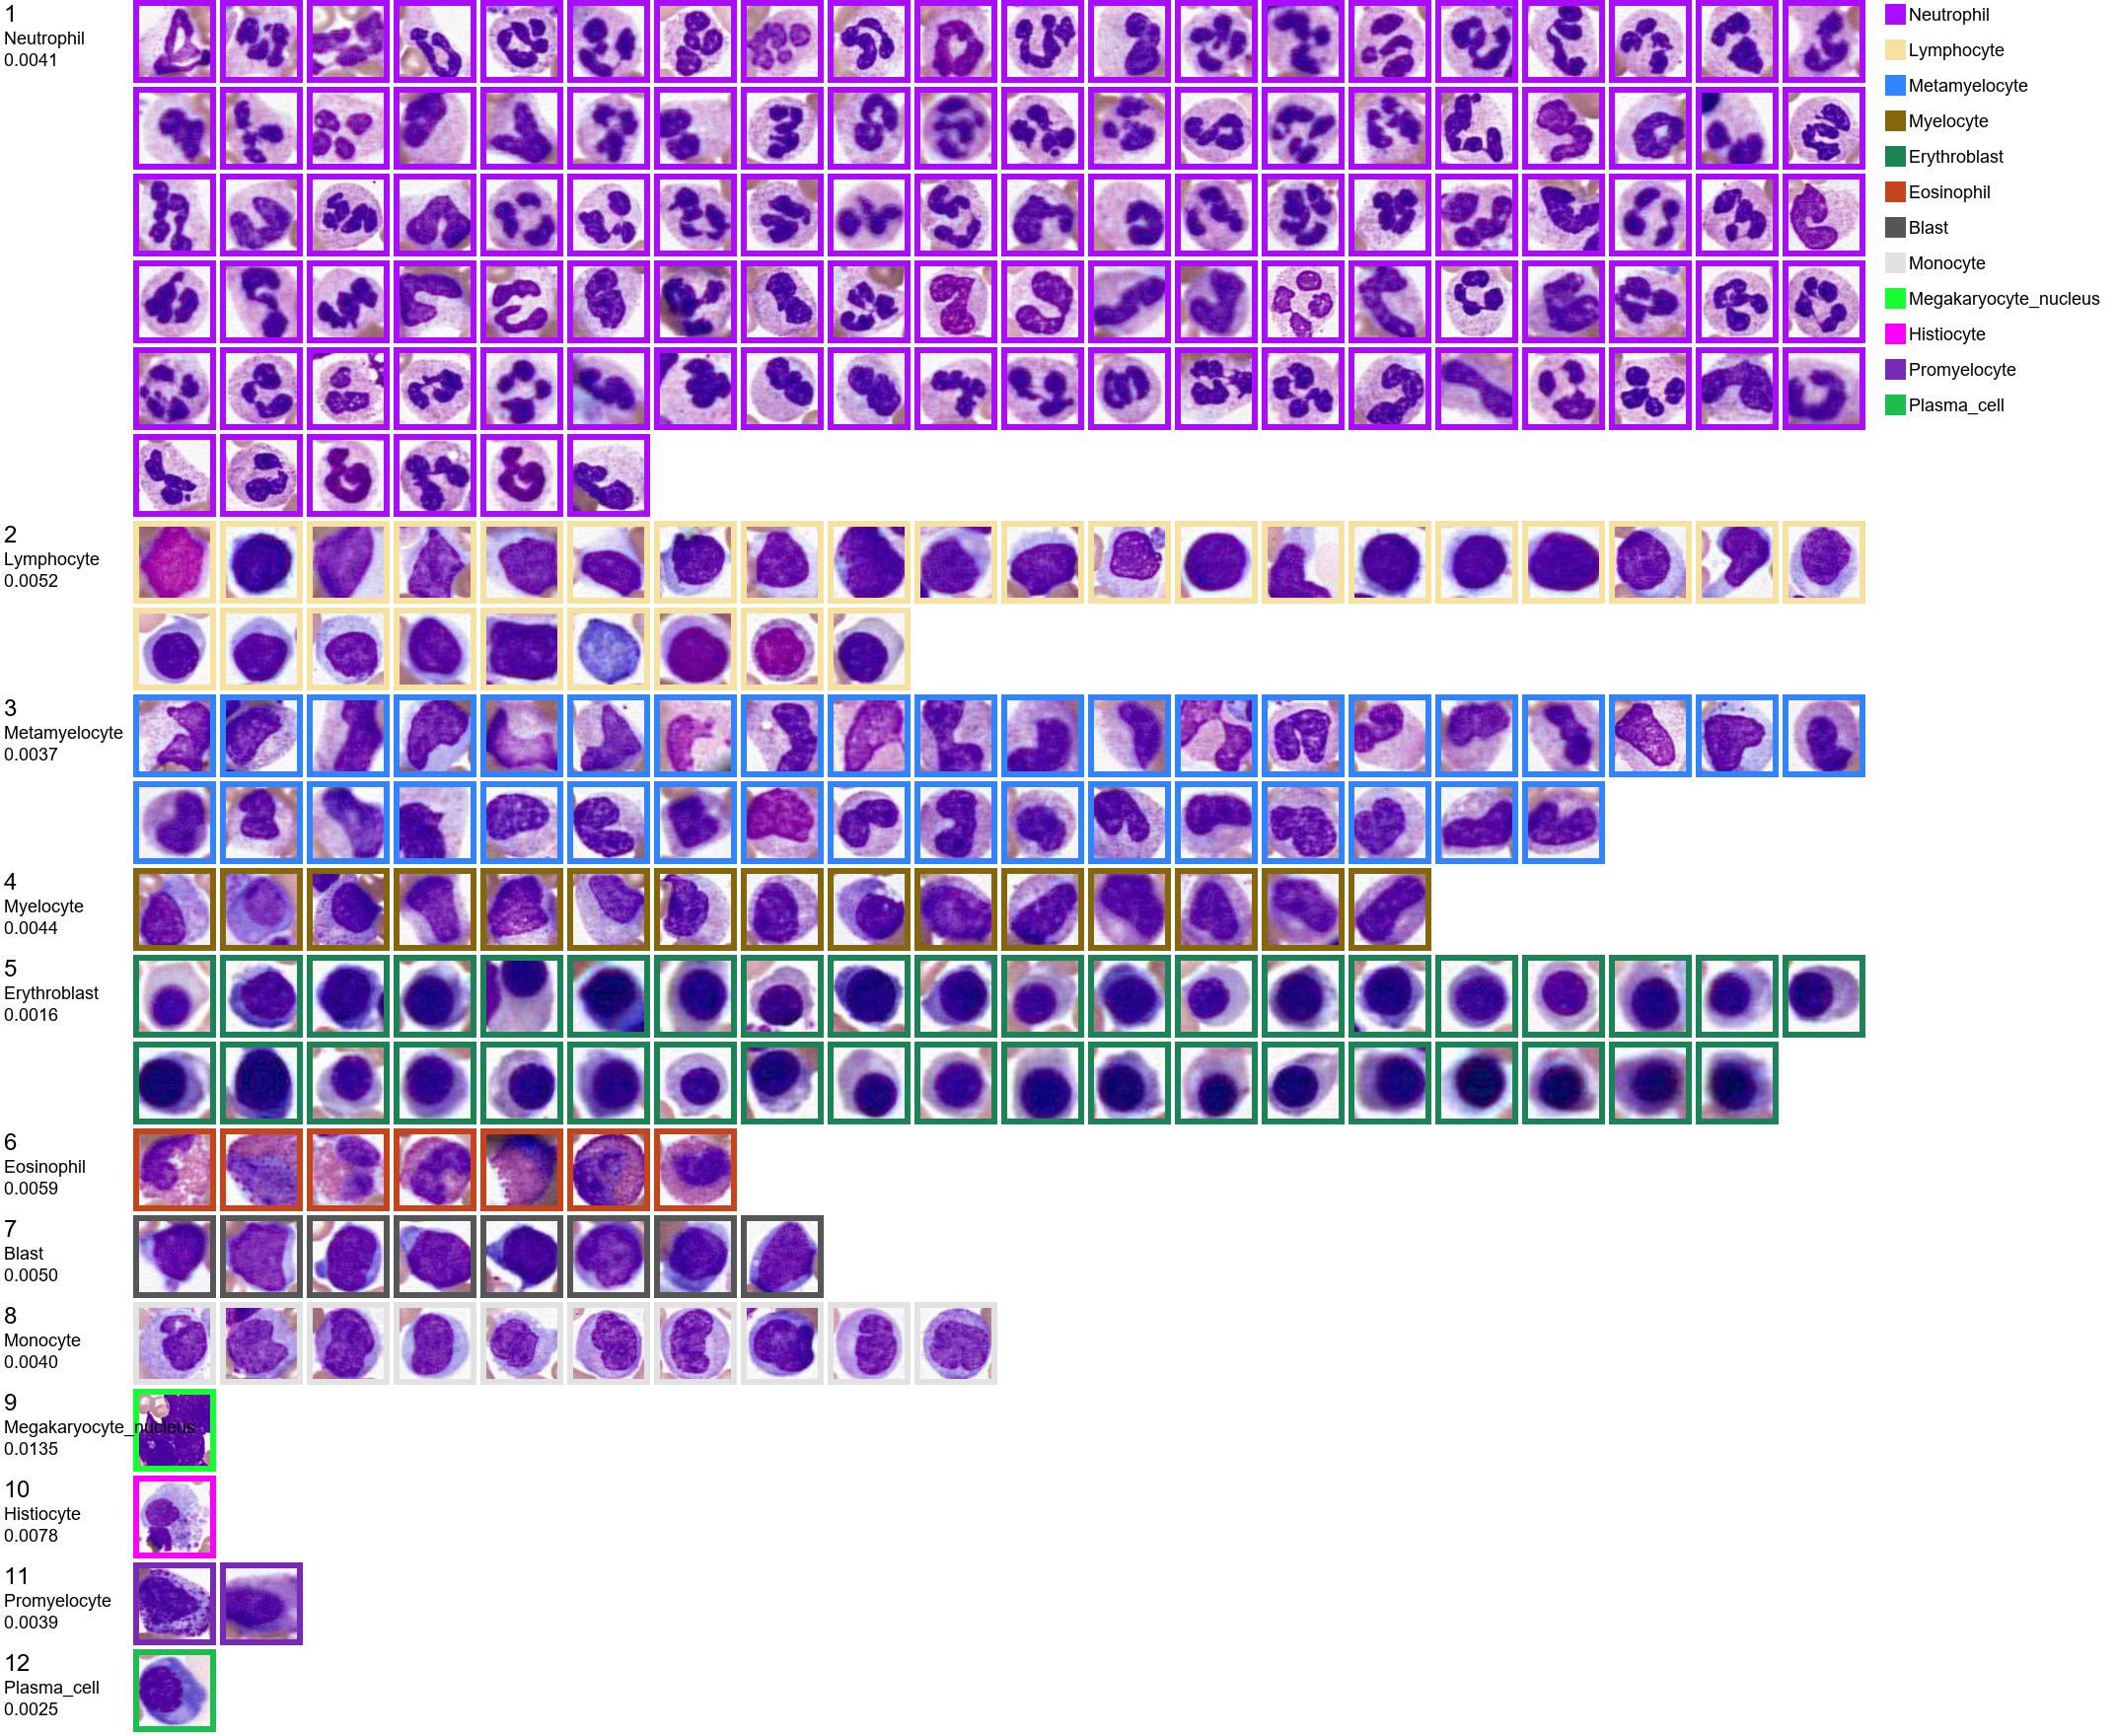 1
Neutrophil
0.0041
2
Lymphocyte
0.0052
3
Metamyelocyte
0.0037
4
Myelocyte
0.0044
5
Erythroblast
0.0016
6
Eosinophil
0.0059
7
Blast
0.0050
8
Monocyte
0.0040
9
Megakaryocyte_nucleus
0.0135
10
Histiocyte
0.0078
11
Promyelocyte
0.0039
12
Plasma_cell
0.0025
Neutrophil
Lymphocyte
Metamyelocyte
Myelocyte
Erythroblast
Eosinophil
Blast
Monocyte
Megakaryocyte_nucleus
Histiocyte
Promyelocyte
Plasma_cell